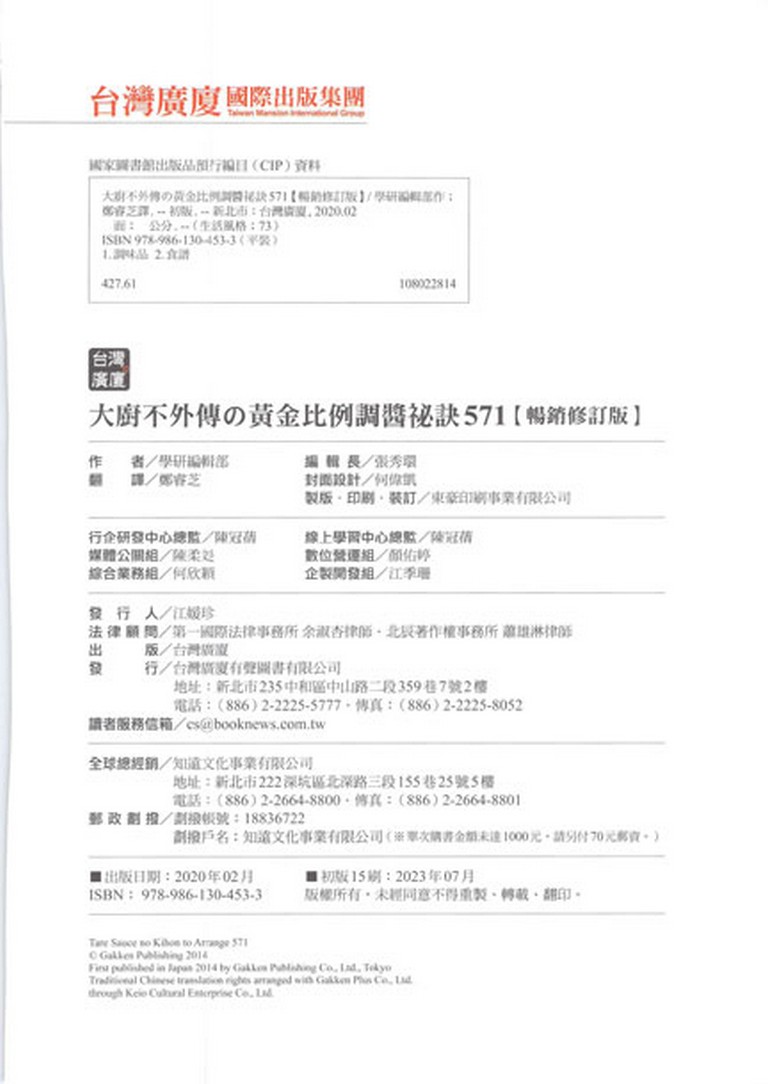 台灣廣廈國際出版集團
Taiwan Mansion International Group
國家圖書館出版品預行編目（CIP）資料
大廚不外傳の黃金比例調醬祕訣571【暢銷修訂版】/ 學研編輯部作；
鄭睿芝譯. -- 初版. -- 新北市：台灣廣廈, 2020.02
面； 公分. --（生活風格；73）
ISBN 978-986-130-453-3（平裝）
1.調味品 2.食譜
427.61 108022814
台灣
廣廈
大廚不外傳の黃金比例調醬祕訣571【暢銷修訂版】
作 者／學研編輯部 編 輯 長／張秀環
翻 譯／鄭睿芝 封面設計／何偉凱
製版・印刷・裝訂／東豪印刷事業有限公司
行企研發中心總監／陳冠蒨 線上學習中心總監／陳冠蒨
媒體公關組／陳柔彣 數位營運組／顏佑婷
綜合業務組／何欣穎 企製開發組／江季珊
發 行 人／江媛珍
法 律 顧 問／第一國際法律事務所 余淑杏律師・北辰著作權事務所 蕭雄淋律師
出 版／台灣廣廈
發 行／台灣廣廈有聲圖書有限公司
地址：新北市235中和區中山路二段359巷7號2樓
電話：（886）2-2225-5777・傳真：（886）2-2225-8052
讀者服務信箱／cs@booknews.com.tw
全球總經銷／知遠文化事業有限公司
地址：新北市222深坑區北深路三段155巷25號5樓
電話：（886）2-2664-8800・傳真：（886）2-2664-8801
郵 政 劃 撥／劃撥帳號：18836722
劃撥戶名：知遠文化事業有限公司（※單次購書金額未達1000元，請另付70元郵資。）
■出版日期：2020年02月 ■初版15刷：2023年07月
ISBN：978-986-130-453-3 版權所有，未經同意不得重製、轉載、翻印。
Tare Sauce no Kihon to Arrange 571
© Gakken Publishing 2014
First published in Japan 2014 by Gakken Publishing Co., Ltd., Tokyo
Traditional Chinese translation rights arranged with Gakken Plus Co., Ltd.
through Keio Cultural Enterprise Co., Ltd.